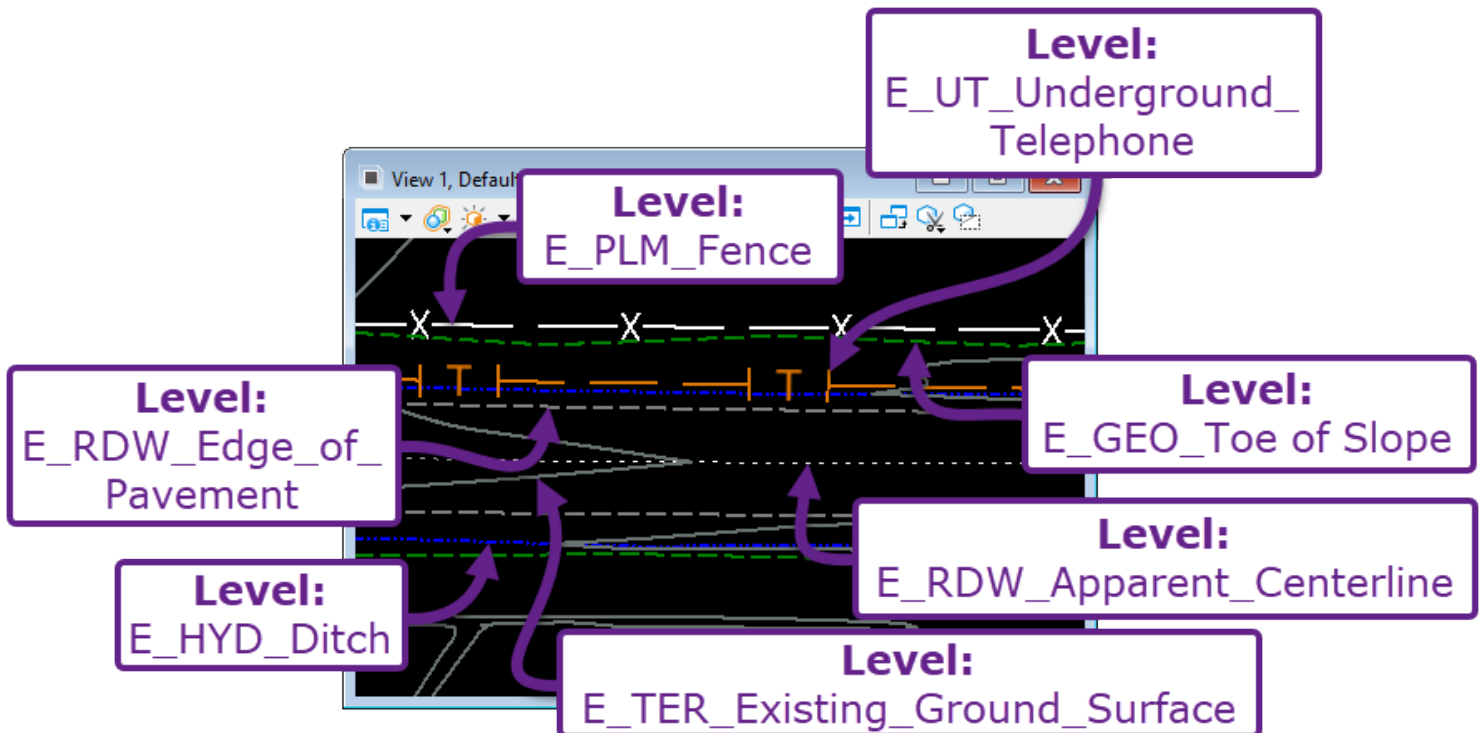 Level:
E_UT_Underground_
Telephone
View 1, Default
Level:
E_PLM_Fence
X X X X
T T
Level:
E_RDW_Edge_of_
Pavement
Level:
E_GEO_Toe of Slope
Level:
E_RDW_Apparent_Centerline
Level:
E_HYD_Ditch
Level:
E_TER_Existing_Ground_Surface